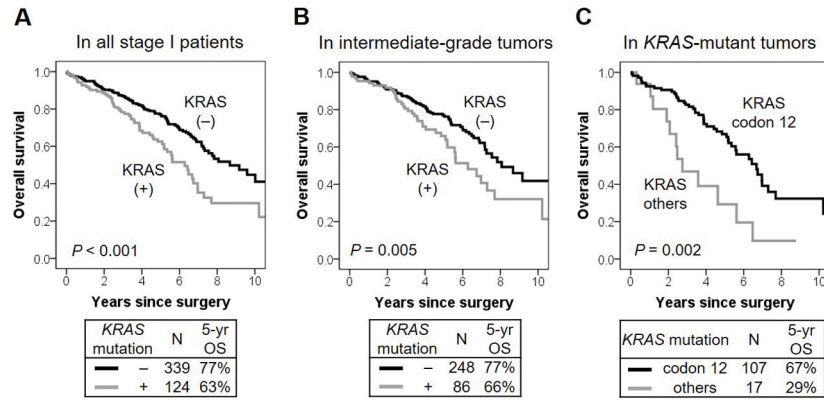 A
In all stage I patients
Overall survival
1.0
0.8
0.6
0.4
0.2
0.0
KRAS
(–)
KRAS
(+)
P < 0.001
0 2 4 6 8 10
Years since surgery
KRAS mutation N 5-yr OS
– 339 77%
+ 124 63%
B
In intermediate-grade tumors
Overall survival
1.0
0.8
0.6
0.4
0.2
0.0
KRAS
(–)
KRAS
(+)
P = 0.005
0 2 4 6 8 10
Years since surgery
KRAS mutation N 5-yr OS
– 248 77%
+ 86 66%
C
In KRAS-mutant tumors
Overall survival
1.0
0.8
0.6
0.4
0.2
0.0
KRAS
codon 12
KRAS
others
P = 0.002
0 2 4 6 8 10
Years since surgery
KRAS mutation N 5-yr OS
codon 12 107 67%
others 17 29%